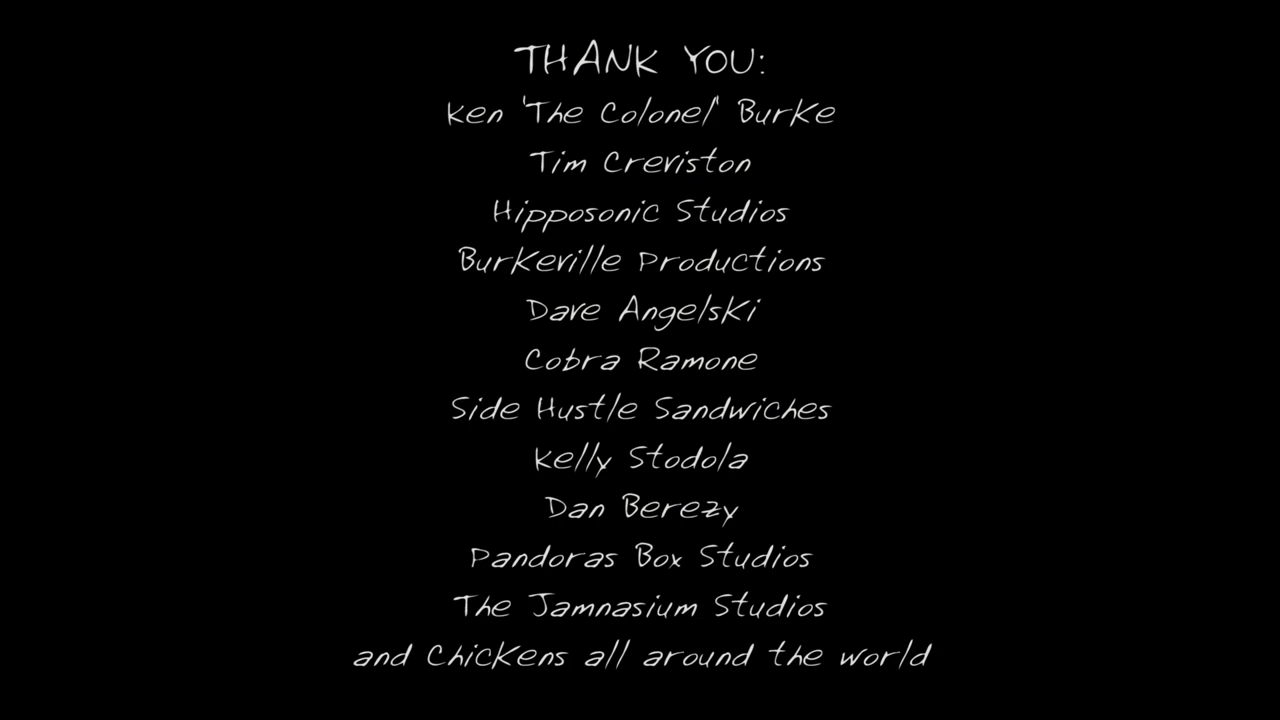 THANK YOU:
Ken 'The Colonel' Burke
Tim Creviston
Hipposonic Studios
Burkeville Productions
Dave Angelski
Cobra Ramone
Side Hustle Sandwiches
Kelly Stodola
Dan Berezy
Pandoras Box Studios
The Jamnasium Studios
and Chickens all around the world